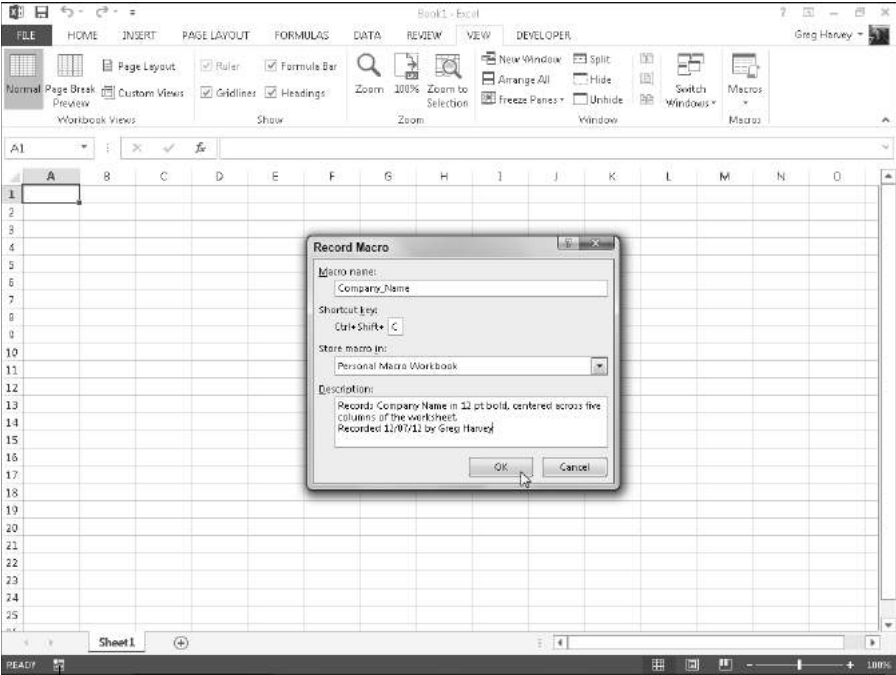 Book1 - Excel
?
FILE HOME INSERT PAGE LAYOUT FORMULAS DATA REVIEW VIEW DEVELOPER Greg Harvey
Normal Page Break Preview Page Layout Custom Views
Workbook Views
Ruler Formula Bar
Gridlines Headings
Show
Zoom 100% Zoom to Selection
Zoom
New Window Split
Arrange All Hide
Freeze Panes Unhide
Switch Windows
Window
Macros
Macros
A1 fx
A B C D E F G H I J K L M N O
1
2
3
4
5
6
7
8
9
10
11
12
13
14
15
16
17
18
19
20
21
22
23
24
25
Record Macro
?
Macro name:
Company_Name
Shortcut key:
Ctrl+Shift+ C
Store macro in:
Personal Macro Workbook
Description:
Records Company Name in 12 pt bold, centered across five
columns of the worksheet.
Recorded 12/07/12 by Greg Harvey
OK Cancel
Sheet1
READY 100%